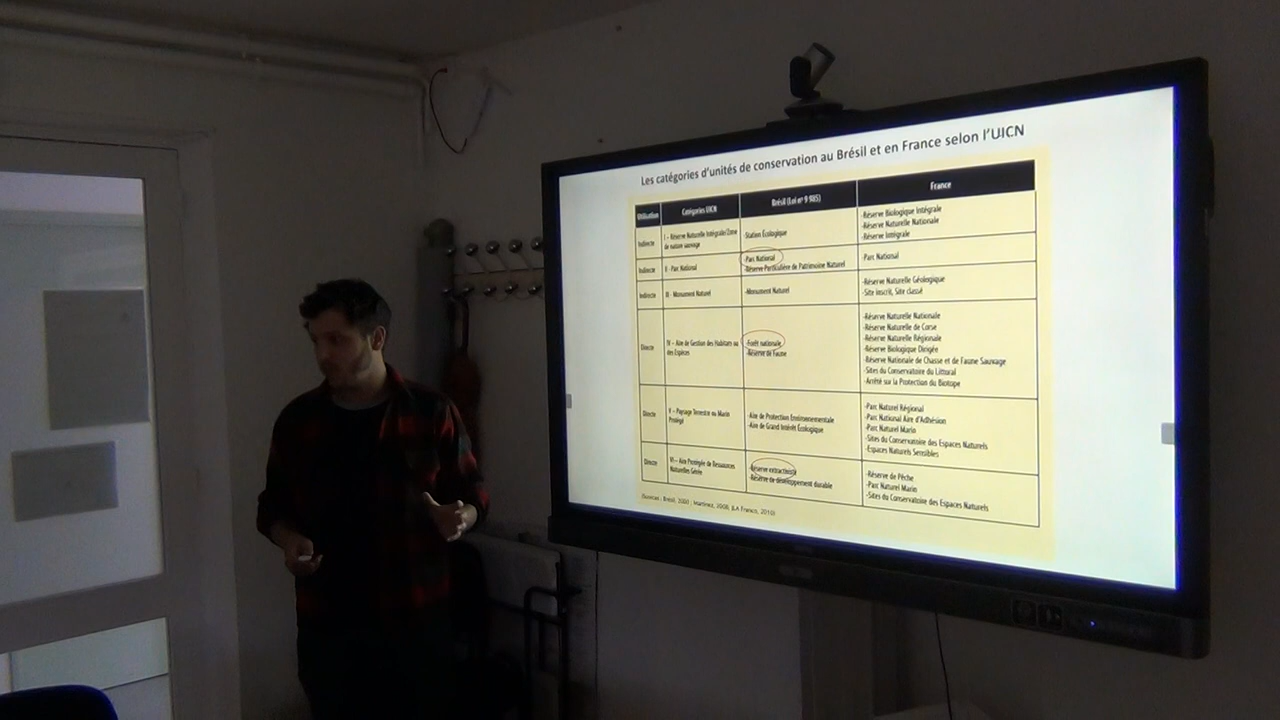 Les catégories d'unités de conservation au Brésil et en France selon l'UICN
Utilisation
Catégories UICN
Brésil (Loi nº 9 985)
France
Indirecte
I – Réserve Naturelle Intégrale/Zone
de nature sauvage
-Station Écologique
-Réserve Biologique Intégrale
-Réserve Naturelle Nationale
-Réserve Intégrale
Indirecte
II - Parc National
-Parc National
-Réserve Particulière de Patrimoine Naturel
-Parc National
Indirecte
III - Monument Naturel
-Monument Naturel
-Réserve Naturelle Géologique
-Site inscrit, Site classé
Directe
IV – Aire de Gestion des Habitats ou
des Espèces
-Forêt nationale
-Réserve de Faune
-Réserve Naturelle Nationale
-Réserve Naturelle de Corse
-Réserve Naturelle Régionale
-Réserve Biologique Dirigée
-Réserve Nationale de Chasse et de Faune Sauvage
-Sites du Conservatoire du Littoral
-Arrêté sur la Protection du Biotope
Directe
V – Paysage Terrestre ou Marin
Protégé
-Aire de Protection Environnementale
-Aire de Grand Intérêt Écologique
-Parc Naturel Régional
-Parc National Aire d'Adhésion
-Parc Naturel Marin
-Sites du Conservatoire des Espaces Naturels
-Espaces Naturels Sensibles
Directe
VI – Aire Protégée de Ressources
Naturelles Gérée
-Réserve extractiviste
-Réserve de développement durable
-Réserve de Pêche
-Parc Naturel Marin
-Sites du Conservatoire des Espaces Naturels
(Sources : Brésil, 2000 ; Martinez, 2008; JLA Franco, 2010)